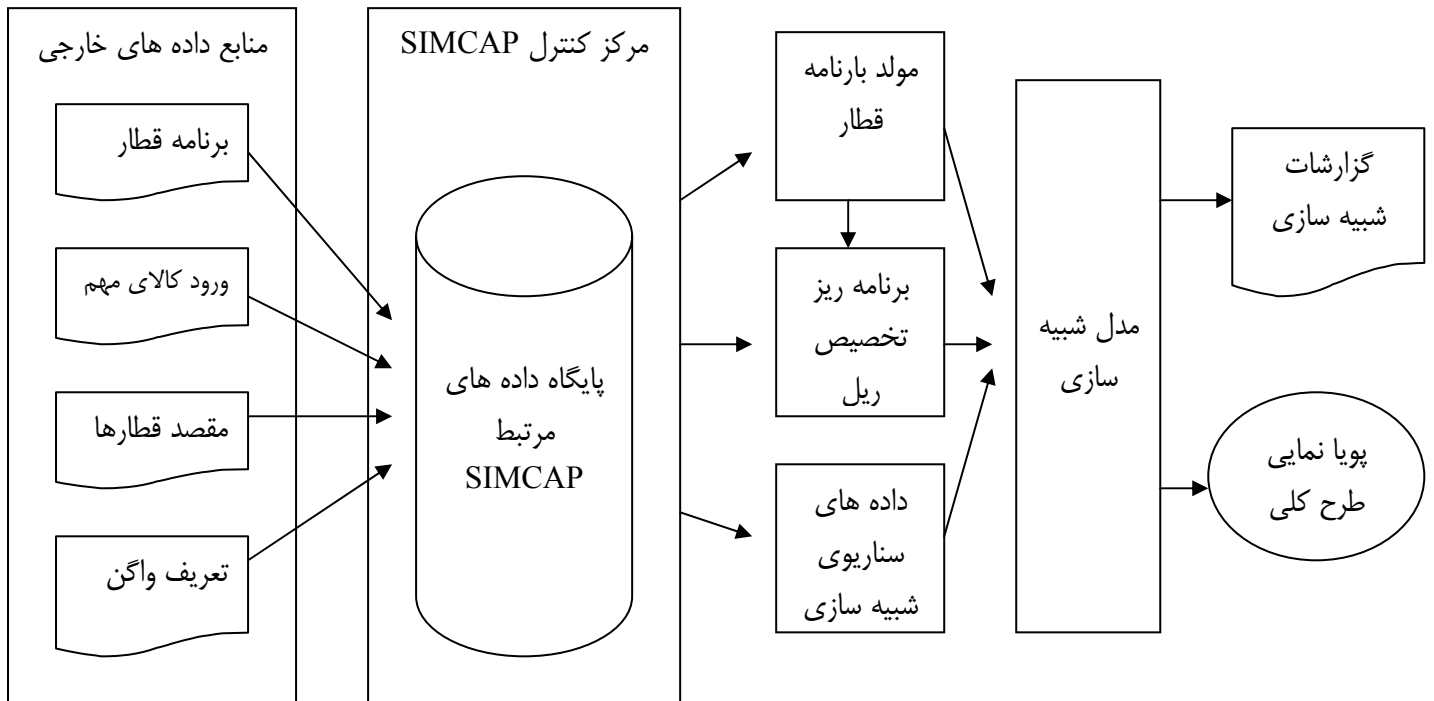 منابع داده های خارجی
برنامه قطار
ورود کالای مهم
مقصد قطارها
تعریف واگن
مرکز کنترل SIMCAP
پایگاه داده های
مرتبط
SIMCAP
مولد بارنامه
قطار
برنامه ریز
تخصیص
ریل
داده های
سناریوی
شبیه سازی
مدل شبیه
سازی
گزارشات
شبیه سازی
پویا نمایی
طرح کلی